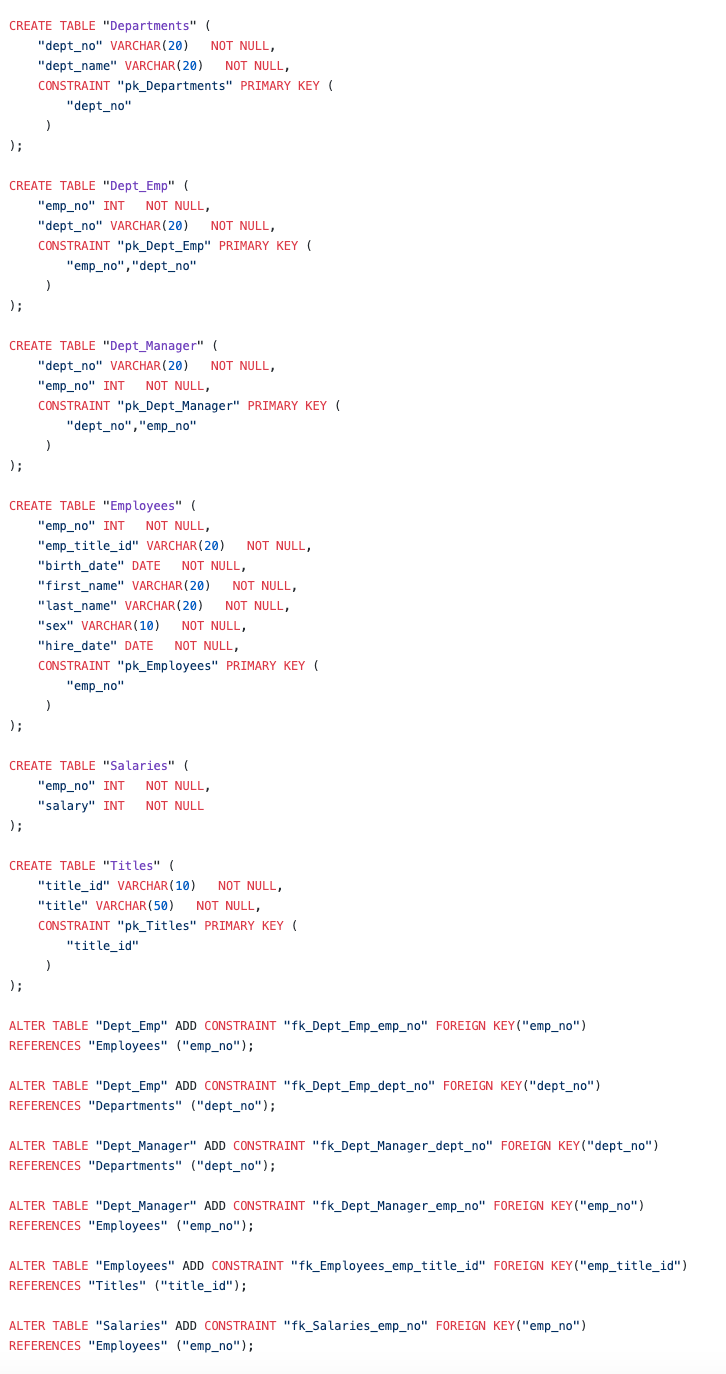 CREATE TABLE "Departments" (
    "dept_no" VARCHAR(20)   NOT NULL,
    "dept_name" VARCHAR(20)   NOT NULL,
    CONSTRAINT "pk_Departments" PRIMARY KEY (
        "dept_no"
     )
);

CREATE TABLE "Dept_Emp" (
    "emp_no" INT   NOT NULL,
    "dept_no" VARCHAR(20)   NOT NULL,
    CONSTRAINT "pk_Dept_Emp" PRIMARY KEY (
        "emp_no","dept_no"
     )
);

CREATE TABLE "Dept_Manager" (
    "dept_no" VARCHAR(20)   NOT NULL,
    "emp_no" INT   NOT NULL,
    CONSTRAINT "pk_Dept_Manager" PRIMARY KEY (
        "dept_no","emp_no"
     )
);

CREATE TABLE "Employees" (
    "emp_no" INT   NOT NULL,
    "emp_title_id" VARCHAR(20)   NOT NULL,
    "birth_date" DATE   NOT NULL,
    "first_name" VARCHAR(20)   NOT NULL,
    "last_name" VARCHAR(20)   NOT NULL,
    "sex" VARCHAR(10)   NOT NULL,
    "hire_date" DATE   NOT NULL,
    CONSTRAINT "pk_Employees" PRIMARY KEY (
        "emp_no"
     )
);

CREATE TABLE "Salaries" (
    "emp_no" INT   NOT NULL,
    "salary" INT   NOT NULL
);

CREATE TABLE "Titles" (
    "title_id" VARCHAR(10)   NOT NULL,
    "title" VARCHAR(50)   NOT NULL,
    CONSTRAINT "pk_Titles" PRIMARY KEY (
        "title_id"
     )
);

ALTER TABLE "Dept_Emp" ADD CONSTRAINT "fk_Dept_Emp_emp_no" FOREIGN KEY("emp_no")
REFERENCES "Employees" ("emp_no");

ALTER TABLE "Dept_Emp" ADD CONSTRAINT "fk_Dept_Emp_dept_no" FOREIGN KEY("dept_no")
REFERENCES "Departments" ("dept_no");

ALTER TABLE "Dept_Manager" ADD CONSTRAINT "fk_Dept_Manager_dept_no" FOREIGN KEY("dept_no")
REFERENCES "Departments" ("dept_no");

ALTER TABLE "Dept_Manager" ADD CONSTRAINT "fk_Dept_Manager_emp_no" FOREIGN KEY("emp_no")
REFERENCES "Employees" ("emp_no");

ALTER TABLE "Employees" ADD CONSTRAINT "fk_Employees_emp_title_id" FOREIGN KEY("emp_title_id")
REFERENCES "Titles" ("title_id");

ALTER TABLE "Salaries" ADD CONSTRAINT "fk_Salaries_emp_no" FOREIGN KEY("emp_no")
REFERENCES "Employees" ("emp_no");